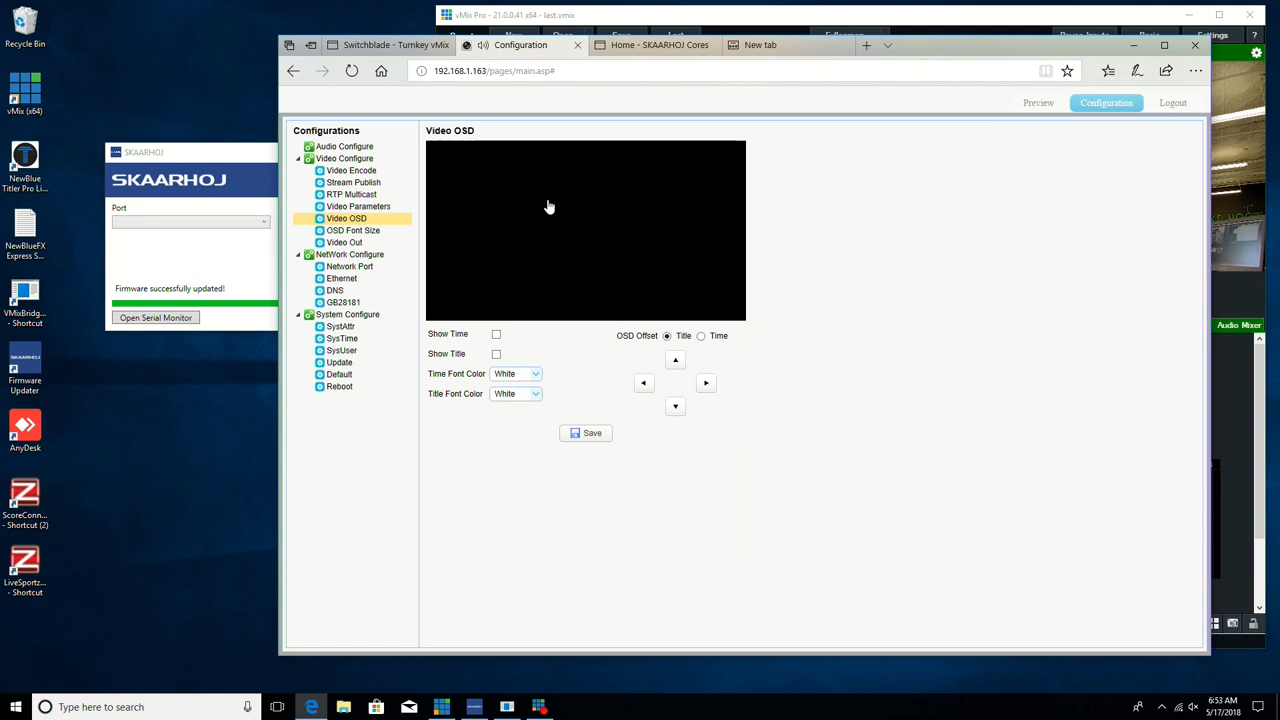 Recycle Bin
vMix (x64)
NewBlue
Titler Pro Li...
NewBlueFX
Express S...
VMixBridg...
- Shortcut
Firmware
Updater
AnyDesk
ScoreConn...
- Shortcut (2)
LiveSportz...
- Shortcut
SKAARHOJ
SKAARHOJ
Port
Firmware successfully updated!
Open Serial Monitor
vMix Pro - 21.0.0.41 x64 - last.vmix
Fullscreen
Basic
Settings
?
Switchblade - Turnkey vMix
Configuration
Home - SKAARHOJ Cores
New tab
192.168.1.163/pages/main.asp#
Preview
Configuration
Logout
Configurations
Audio Configure
Video Configure
Video Encode
Stream Publish
RTP Multicast
Video Parameters
Video OSD
OSD Font Size
Video Out
NetWork Configure
Network Port
Ethernet
DNS
GB28181
System Configure
SystAttr
SysTime
SysUser
Update
Default
Reboot
Video OSD
Show Time
Show Title
Time Font Color White
Title Font Color White
OSD Offset Title Time
Save
Audio Mixer
Type here to search
6:53 AM
5/17/2018